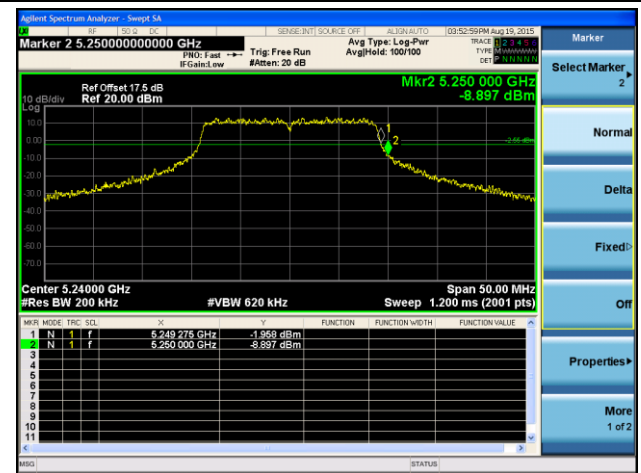 Agilent Spectrum Analyzer - Swept SA
RF 50 Ω DC SENSE:INT SOURCE OFF ALIGN AUTO 03:52:59PM Aug 19, 2015
Marker 2 5.250000000000 GHz
PNO: Fast Trig: Free Run Avg Type: Log-Pwr TRACE 1 2 3 4 5 6
IFGain:Low #Atten: 20 dB Avg|Hold: 100/100 TYPE
DET P N N N N N
Mkr2 5.250 000 GHz
Ref Offset 17.5 dB
10 dB/div Ref 20.00 dBm -8.897 dBm
Log
10.0
0.00
-10.0
-20.0
-30.0
-40.0
-50.0
-60.0
-70.0
1
2
Center 5.24000 GHz Span 50.00 MHz
#Res BW 200 kHz #VBW 620 kHz Sweep 1.200 ms (2001 pts)
MKR MODE TRC SCL X Y FUNCTION FUNCTION WIDTH FUNCTION VALUE
1 N 1 f 5.249 275 GHz -1.958 dBm
2 N 1 f 5.250 000 GHz -8.897 dBm
3
4
5
6
7
8
9
10
11
MSG STATUS
Marker
Select Marker
2
Normal
Delta
Fixed
Off
Properties
More
1 of 2